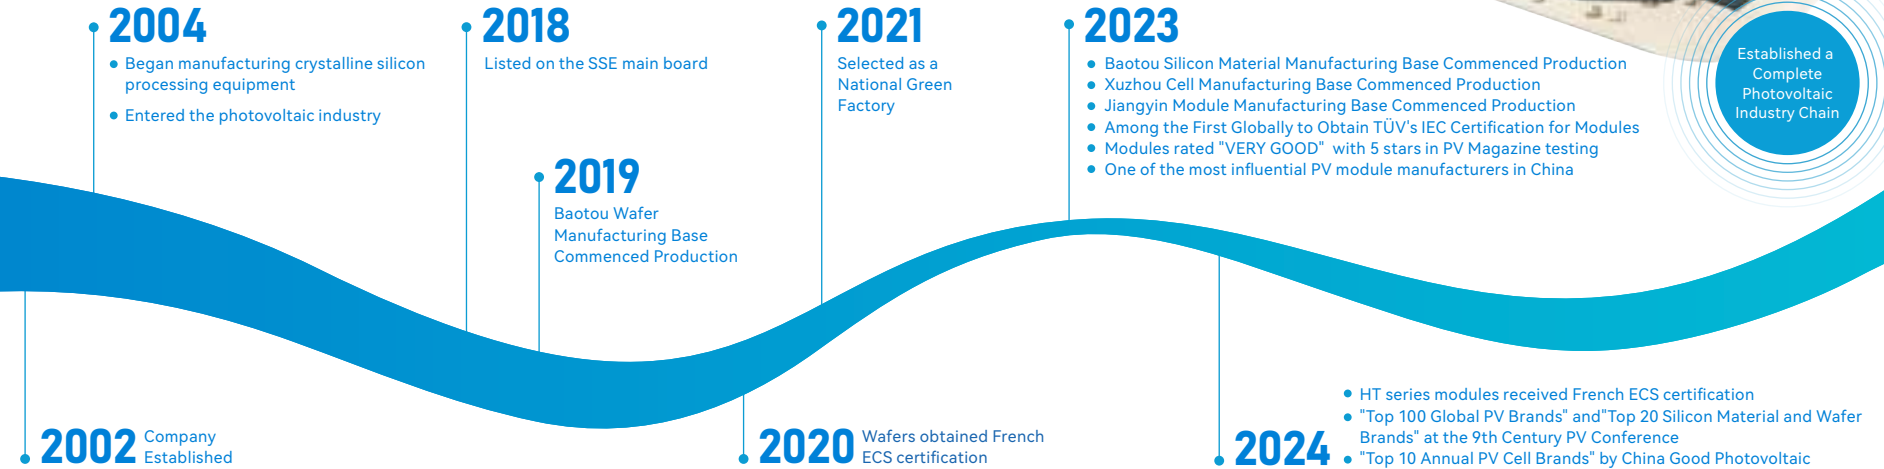 2004
• Began manufacturing crystalline silicon
processing equipment
• Entered the photovoltaic industry
2018
Listed on the SSE main board
2019
Baotou Wafer
Manufacturing Base
Commenced Production
2021
Selected as a
National Green
Factory
2023
• Baotou Silicon Material Manufacturing Base Commenced Production
• Xuzhou Cell Manufacturing Base Commenced Production
• Jiangyin Module Manufacturing Base Commenced Production
• Among the First Globally to Obtain TÜV's IEC Certification for Modules
• Modules rated "VERY GOOD"  with 5 stars in PV Magazine testing
• One of the most influential PV module manufacturers in China
Established a
Complete
Photovoltaic
Industry Chain
2002
Company
Established
2020
Wafers obtained French
ECS certification
2024
• HT series modules received French ECS certification
• "Top 100 Global PV Brands" and"Top 20 Silicon Material and Wafer
Brands" at the 9th Century PV Conference
• "Top 10 Annual PV Cell Brands" by China Good Photovoltaic